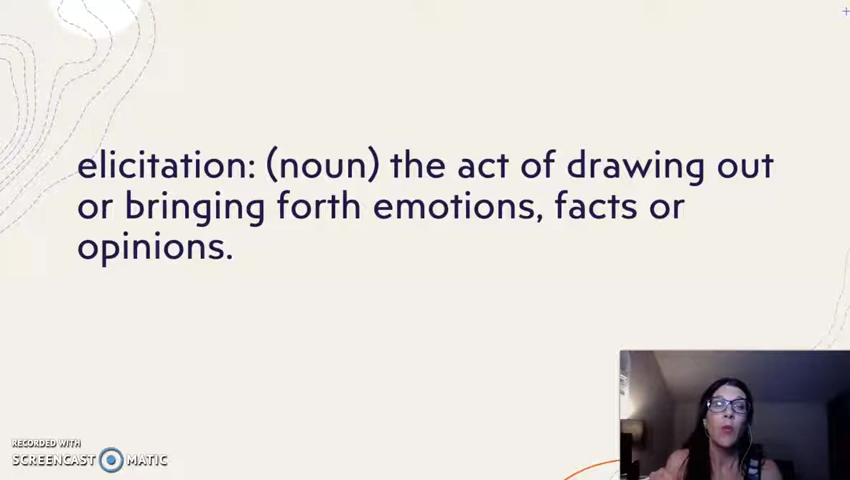 elicitation: (noun) the act of drawing out
or bringing forth emotions, facts or
opinions.
RECORDED WITH
SCREENCAST MATIC